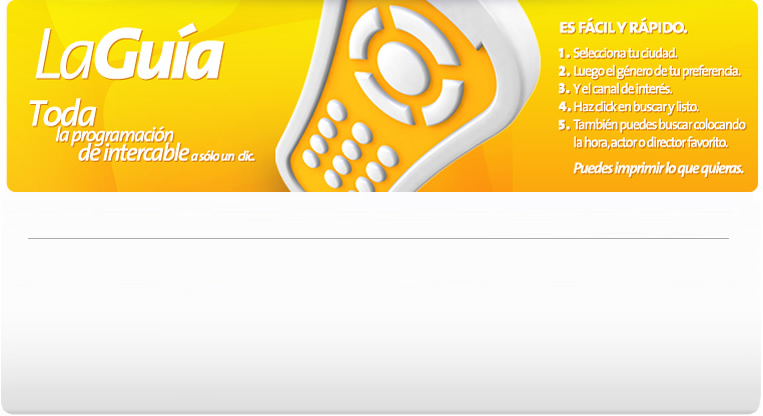 LaGuía
Toda
la programación
de intercable a sólo un clic.
ES FÁCIL Y RÁPIDO.
1. Selecciona tu ciudad.
2. Luego el género de tu preferencia.
3. Y el canal de interés.
4. Haz click en buscar y listo.
5. También puedes buscar colocando
la hora, actor o director favorito.
Puedes imprimir lo que quieras.